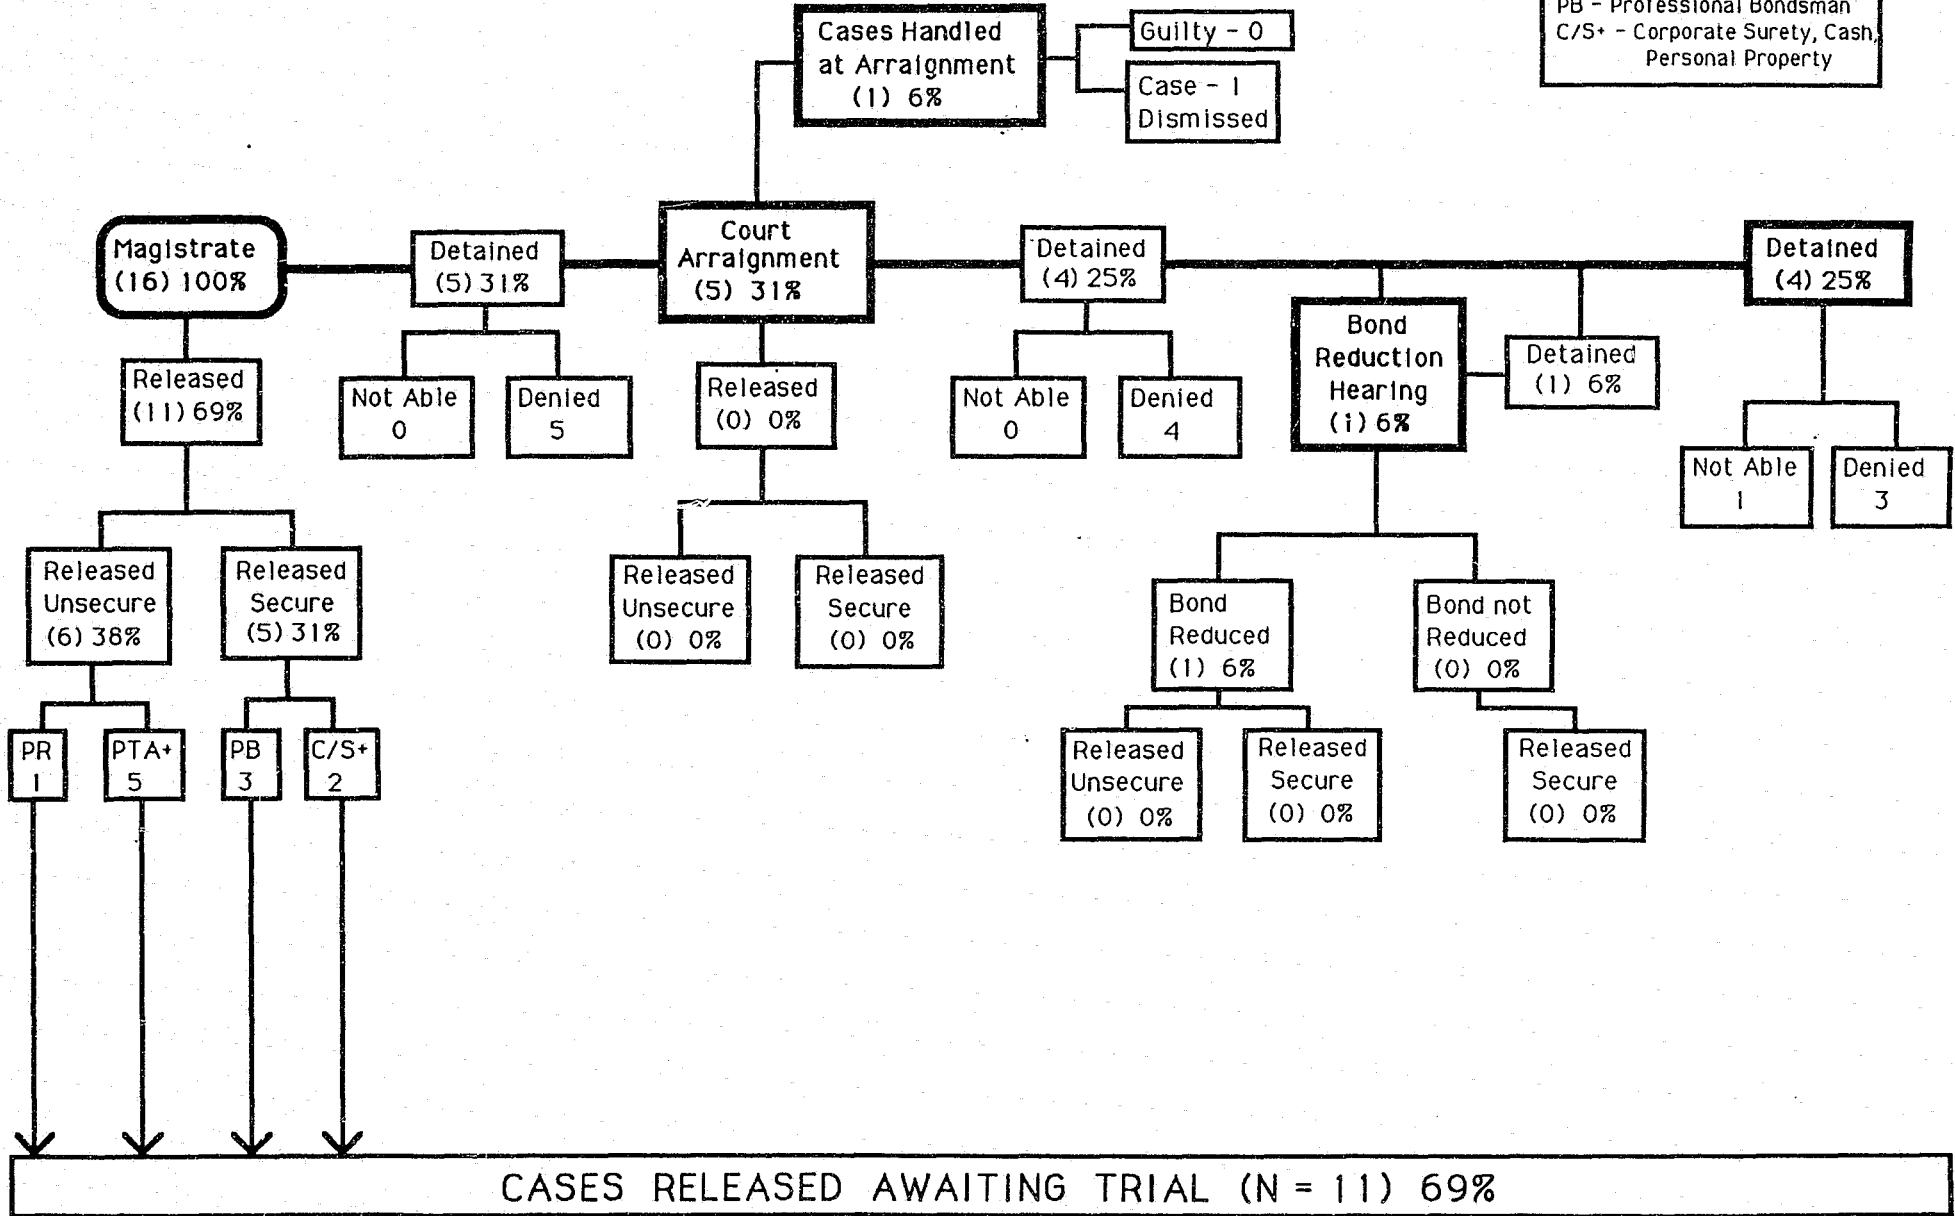 PB - Professional Bondsman
C/S+ - Corporate Surety, Cash,
Personal Property
Cases Handled
at Arraignment
(1) 6%
Guilty - 0
Case - 1
Dismissed
Magistrate
(16) 100%
Detained
(5) 31%
Court
Arraignment
(5) 31%
Detained
(4) 25%
Detained
(4) 25%
Released
(11) 69%
Not Able
0
Denied
5
Released
(0) 0%
Not Able
0
Denied
4
Bond
Reduction
Hearing
(1) 6%
Detained
(1) 6%
Not Able
1
Denied
3
Released
Unsecure
(6) 38%
Released
Secure
(5) 31%
Released
Unsecure
(0) 0%
Released
Secure
(0) 0%
Bond
Reduced
(1) 6%
Bond not
Reduced
(0) 0%
PR
1
PTA+
5
PB
3
C/S+
2
Released
Unsecure
(0) 0%
Released
Secure
(0) 0%
Released
Secure
(0) 0%
CASES RELEASED AWAITING TRIAL (N = 11) 69%